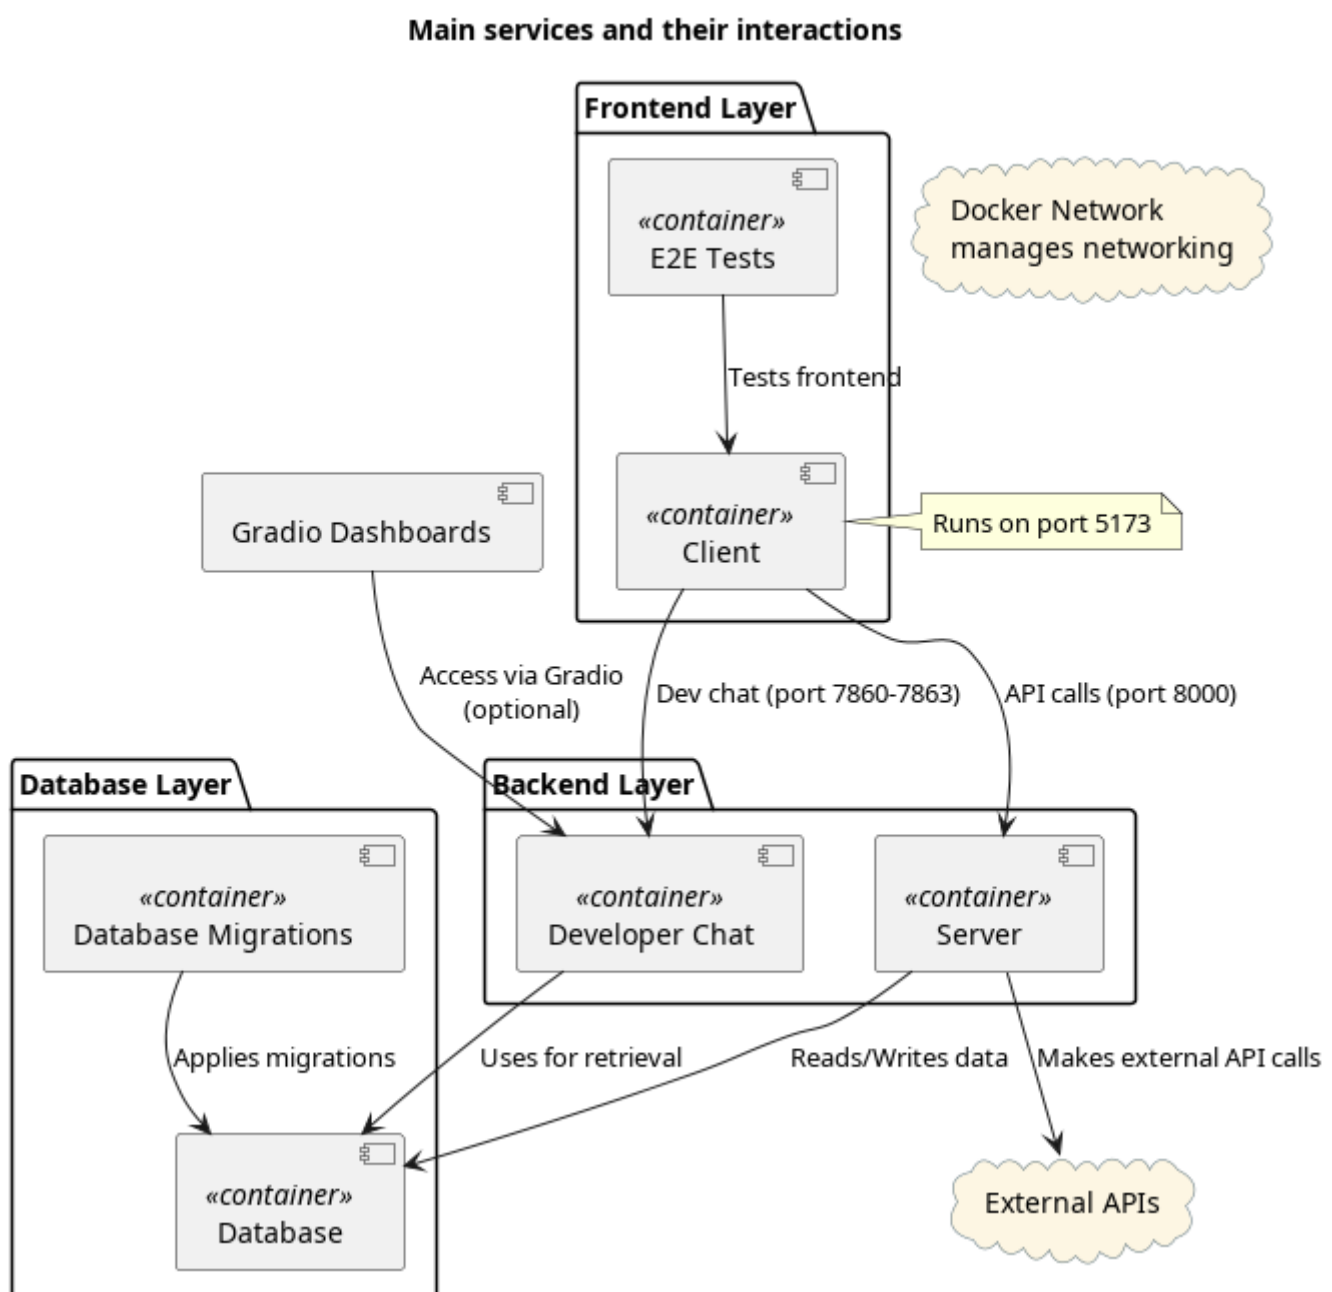 Main services and their interactions
Frontend Layer
«container»
E2E Tests
Docker Network
manages networking
Tests frontend
Gradio Dashboards
«container»
Client
Runs on port 5173
Access via Gradio
(optional)
Dev chat (port 7860-7863)
API calls (port 8000)
Database Layer
Backend Layer
«container»
Database Migrations
«container»
Developer Chat
«container»
Server
Applies migrations
Uses for retrieval
Reads/Writes data
Makes external API calls
«container»
Database
External APIs